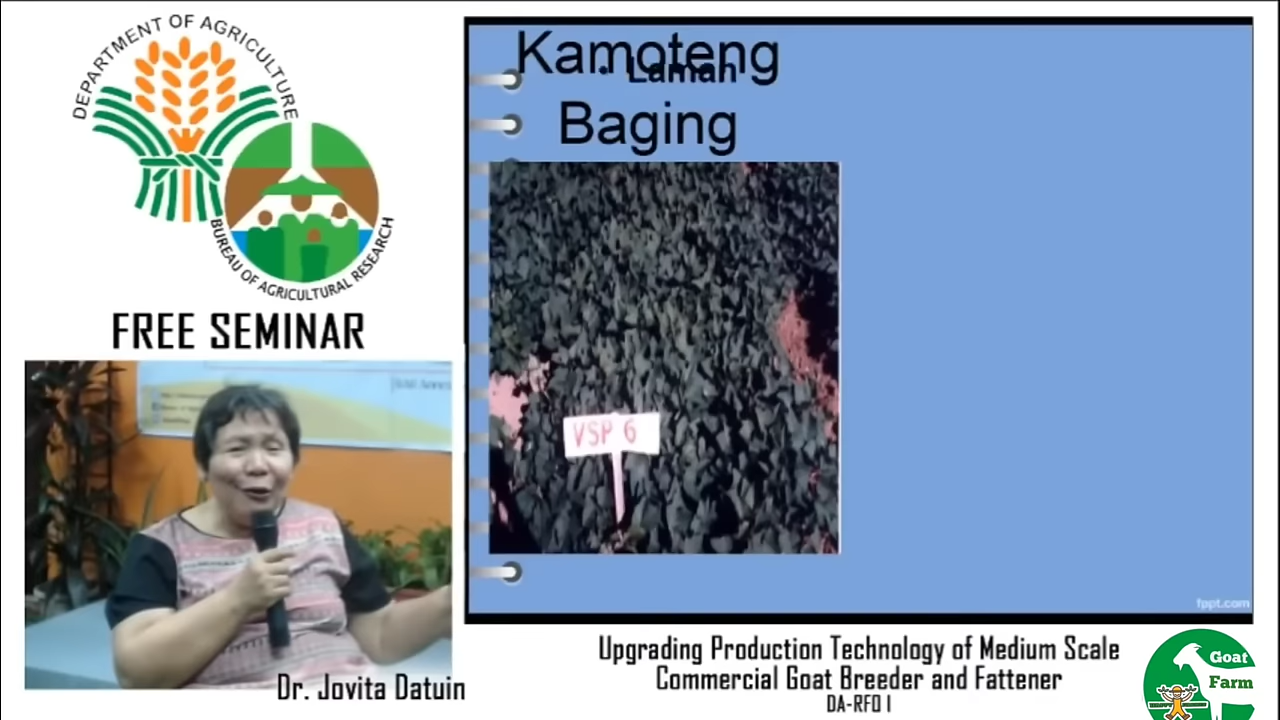 DEPARTMENT OF AGRICULTURE
BUREAU OF AGRICULTURAL RESEARCH
FREE SEMINAR
Dr. Jovita Datuin
Kamoteng
• Laman
Baging
VSP 6
fppt.com
Upgrading Production Technology of Medium Scale
Commercial Goat Breeder and Fattener
DA-RFO I
Goat
Farm